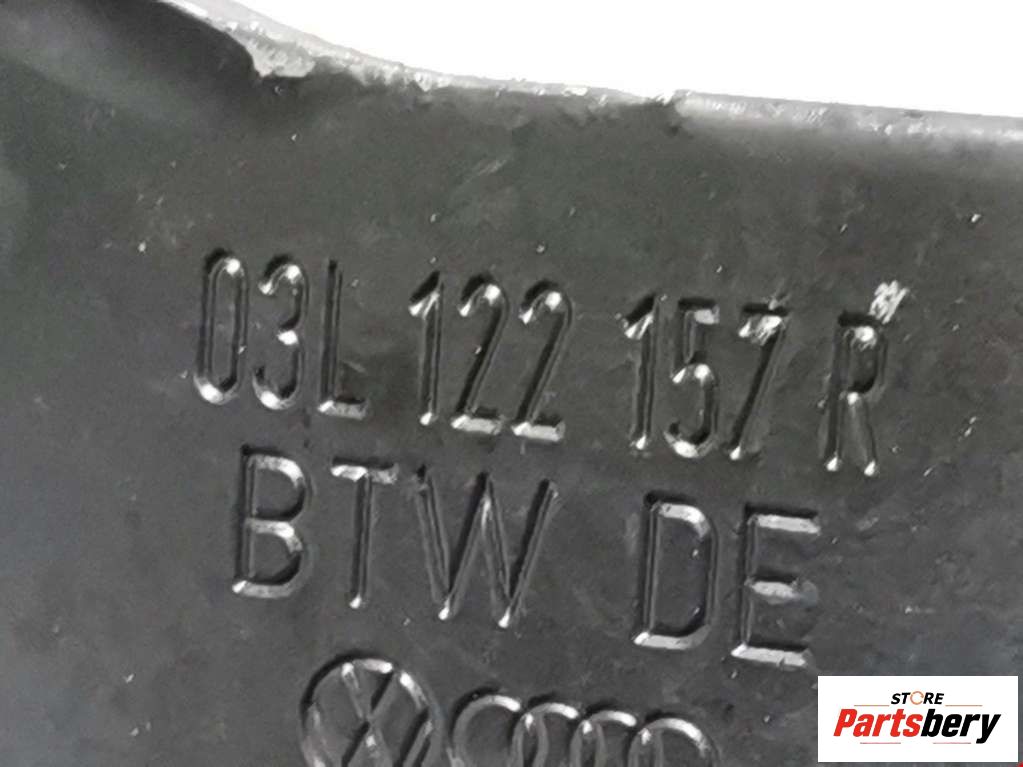 03L 122 157 R
BTW DE
STORE
Partsbery